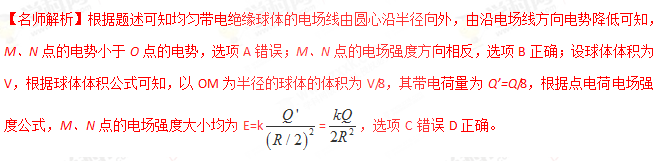 【名师解析】根据题述可知均匀带电绝缘球体的电场线由圆心沿半径向外，由沿电场线方向电势降低可知，
M、N 点的电势小于 O 点的电势，选项 A 错误；M、N 点的电场强度方向相反，选项 B 正确；设球体体积为
V，根据球体体积公式可知，以 OM 为半径的球体的体积为 V/8，其带电荷量为 Q’=Q/8，根据点电荷电场强
度公式，M、N 点的电场强度大小均为 E=k\frac{Q'}{(R/2)^2}=\frac{kQ}{2R^2}，选项 C 错误 D 正确。